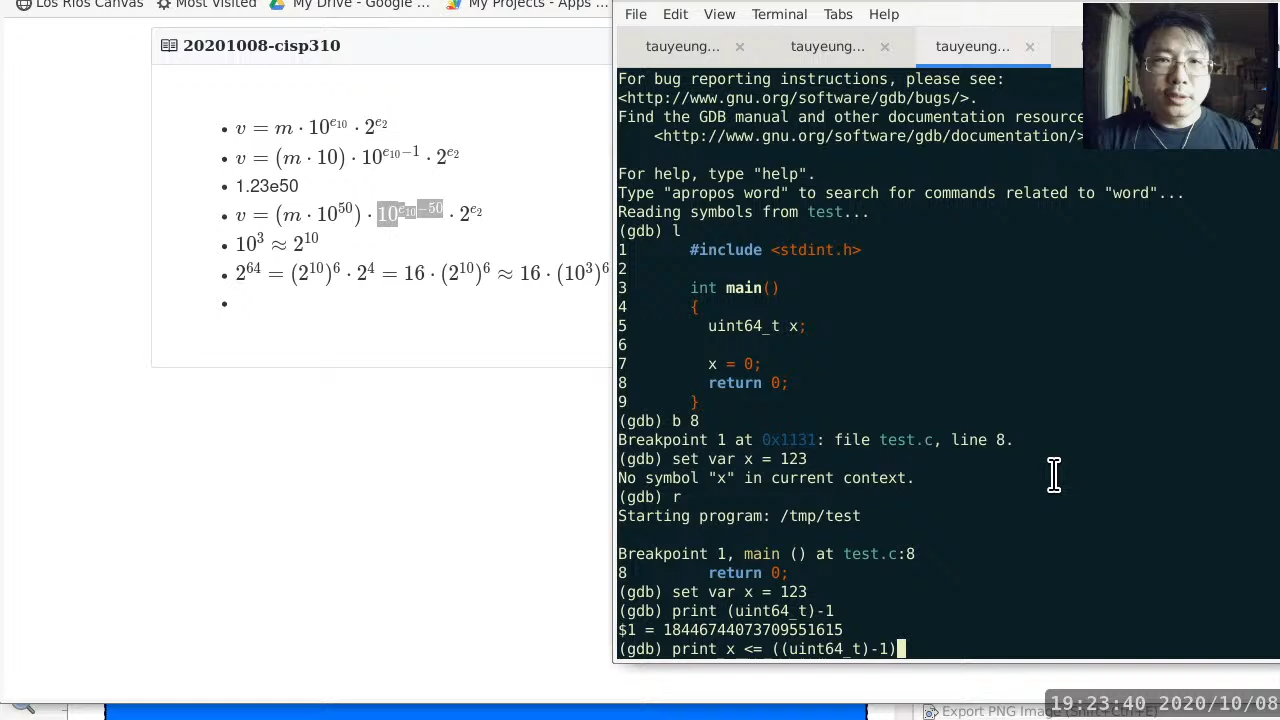 Los Rios Canvas Most Visited My Drive - Google ... My Projects - Apps ...
20201008-cisp310
• v = m · 10^{e_{10}} · 2^{e_2}
• v = (m · 10) · 10^{e_{10}-1} · 2^{e_2}
• 1.23e50
• v = (m · 10^{50}) · 10^{e_{10}-50} · 2^{e_2}
• 10^3 ≈ 2^{10}
• 2^{64} = (2^{10})^6 · 2^4 = 16 · (2^{10})^6 ≈ 16 · (10^3)^6
•
File Edit View Terminal Tabs Help
tauyeung... × tauyeung... × tauyeung... ×
For bug reporting instructions, please see:
<http://www.gnu.org/software/gdb/bugs/>.
Find the GDB manual and other documentation resource
<http://www.gnu.org/software/gdb/documentation/>
For help, type "help".
Type "apropos word" to search for commands related to "word"...
Reading symbols from test...
(gdb) l
1 #include <stdint.h>
2
3 int main()
4 {
5 uint64_t x;
6
7 x = 0;
8 return 0;
9 }
(gdb) b 8
Breakpoint 1 at 0x1131: file test.c, line 8.
(gdb) set var x = 123
No symbol "x" in current context.
(gdb) r
Starting program: /tmp/test
Breakpoint 1, main () at test.c:8
8 return 0;
(gdb) set var x = 123
(gdb) print (uint64_t)-1
$1 = 18446744073709551615
(gdb) print x <= ((uint64_t)-1)
19:23:40 2020/10/08
Export PNG Image (Shift+Ctrl+E)